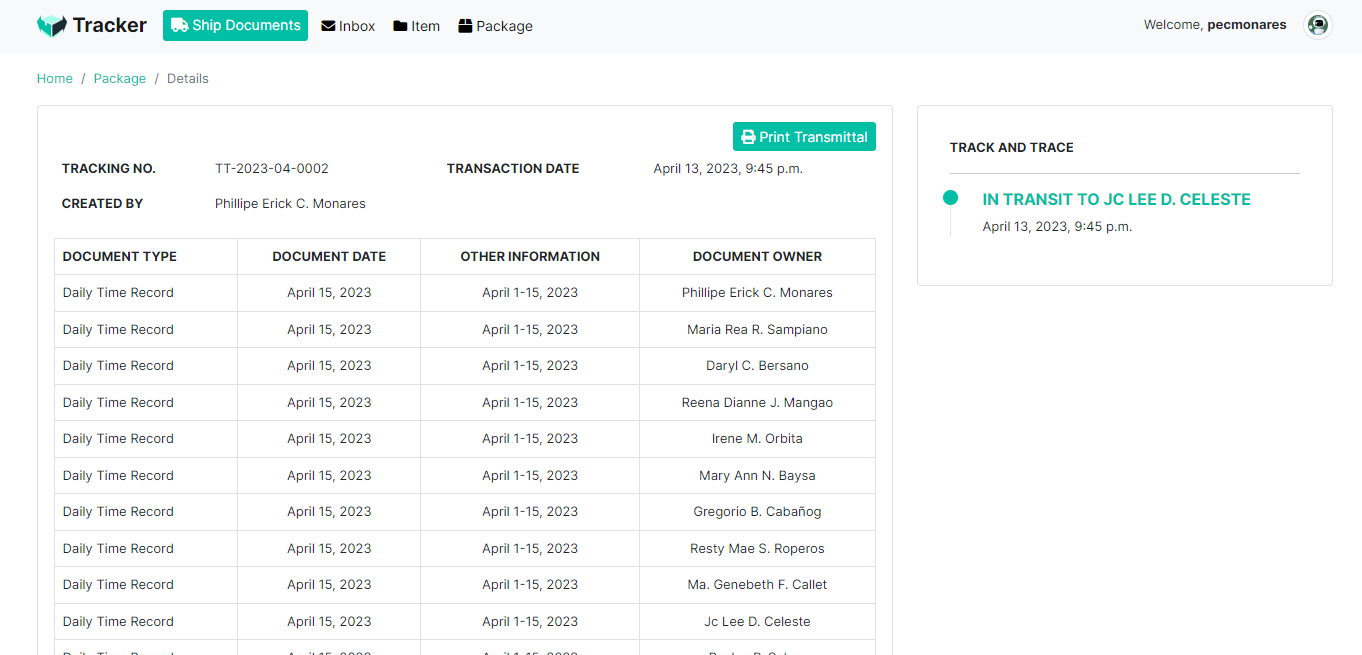 Tracker Ship Documents Inbox Item Package Welcome, pecmonares
Home / Package / Details
Print Transmittal
TRACKING NO. TT-2023-04-0002 TRANSACTION DATE April 13, 2023, 9:45 p.m.
CREATED BY Phillipe Erick C. Monares
DOCUMENT TYPE DOCUMENT DATE OTHER INFORMATION DOCUMENT OWNER
Daily Time Record April 15, 2023 April 1-15, 2023 Phillipe Erick C. Monares
Daily Time Record April 15, 2023 April 1-15, 2023 Maria Rea R. Sampiano
Daily Time Record April 15, 2023 April 1-15, 2023 Daryl C. Bersano
Daily Time Record April 15, 2023 April 1-15, 2023 Reena Dianne J. Mangao
Daily Time Record April 15, 2023 April 1-15, 2023 Irene M. Orbita
Daily Time Record April 15, 2023 April 1-15, 2023 Mary Ann N. Baysa
Daily Time Record April 15, 2023 April 1-15, 2023 Gregorio B. Cabañog
Daily Time Record April 15, 2023 April 1-15, 2023 Resty Mae S. Roperos
Daily Time Record April 15, 2023 April 1-15, 2023 Ma. Genebeth F. Callet
Daily Time Record April 15, 2023 April 1-15, 2023 Jc Lee D. Celeste
TRACK AND TRACE
IN TRANSIT TO JC LEE D. CELESTE
April 13, 2023, 9:45 p.m.